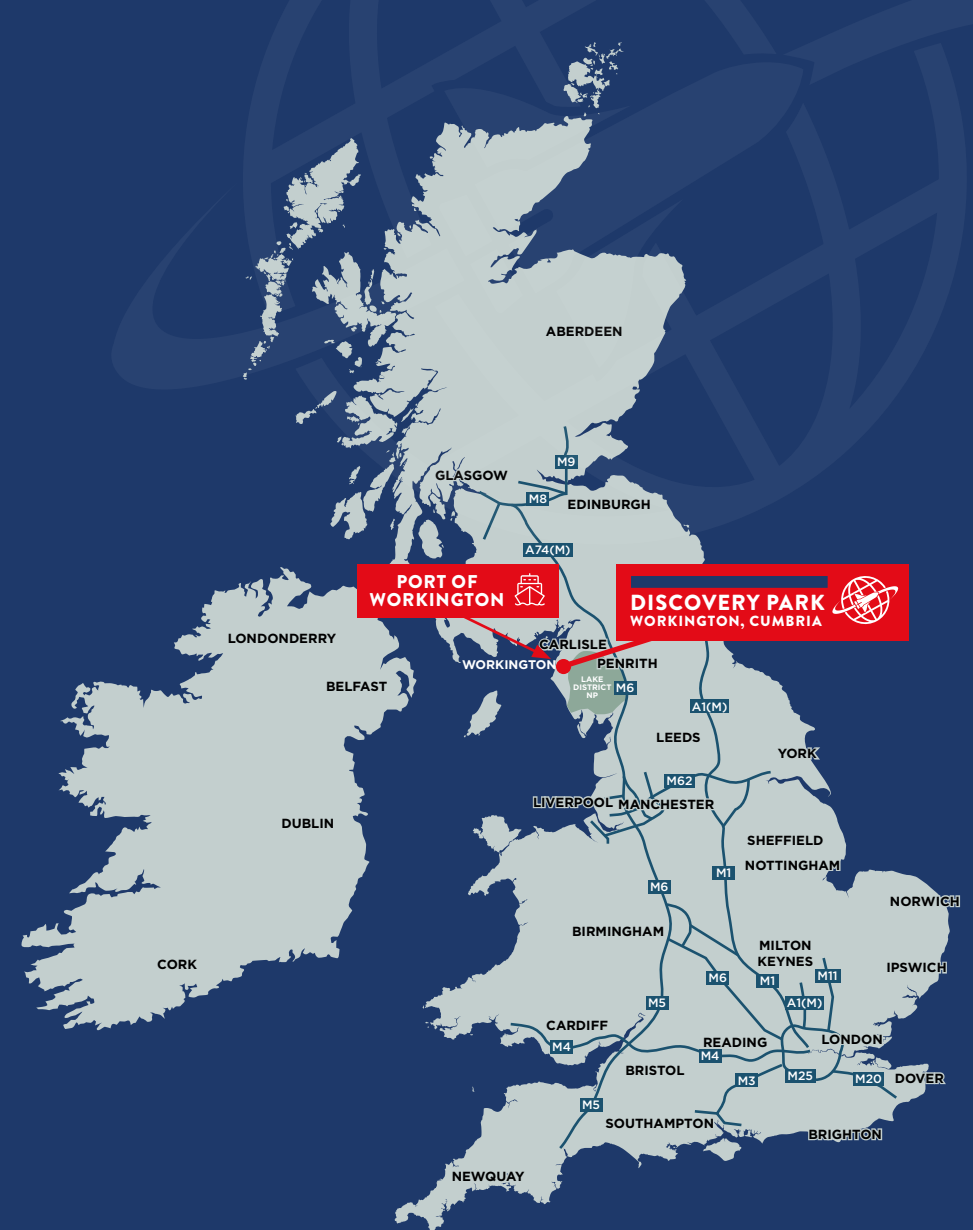 ABERDEEN
M9
GLASGOW
M8
EDINBURGH
A74(M)
PORT OF
WORKINGTON
DISCOVERY PARK
WORKINGTON, CUMBRIA
LONDONDERRY
CARLISLE
WORKINGTON
PENRITH
LAKE
DISTRICT
NP
M6
BELFAST
A1(M)
LEEDS
YORK
M62
LIVERPOOL
MANCHESTER
DUBLIN
SHEFFIELD
NOTTINGHAM
M1
M6
NORWICH
BIRMINGHAM
MILTON
KEYNES
CORK
IPSWICH
M6
M1
M11
M5
A1(M)
CARDIFF
M4
READING
M4
LONDON
BRISTOL
M3
M25
M20
DOVER
M5
SOUTHAMPTON
BRIGHTON
NEWQUAY